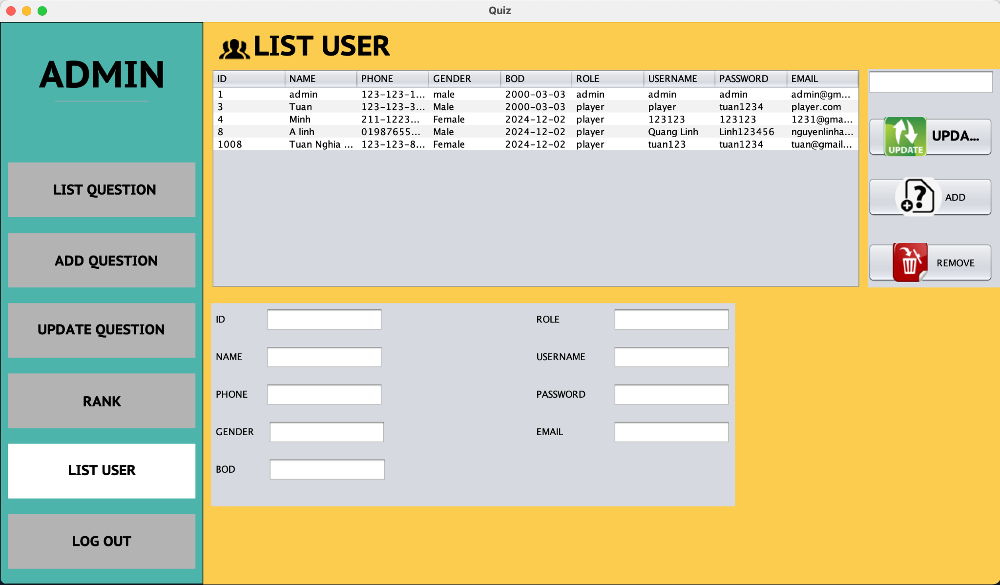 Quiz
ADMIN
LIST QUESTION
ADD QUESTION
UPDATE QUESTION
RANK
LIST USER
LOG OUT
LIST USER
ID NAME PHONE GENDER BOD ROLE USERNAME PASSWORD EMAIL
1 admin 123-123-1... male 2000-03-03 admin admin admin admin@gm...
3 Tuan 123-123-3... Male 2000-03-03 player player tuan1234 player.com
4 Minh 211-1223... Female 2024-12-02 player 123123 123123 1231@gma...
8 A linh 01987655... Male 2024-12-02 player Quang Linh Linh123456 nguyenlinha...
1008 Tuan Nghia ... 123-123-8... Female 2024-12-02 player tuan123 tuan1234 tuan@gmail...
UPDATE UPDA...
? ADD
REMOVE
ID ROLE
NAME USERNAME
PHONE PASSWORD
GENDER EMAIL
BOD